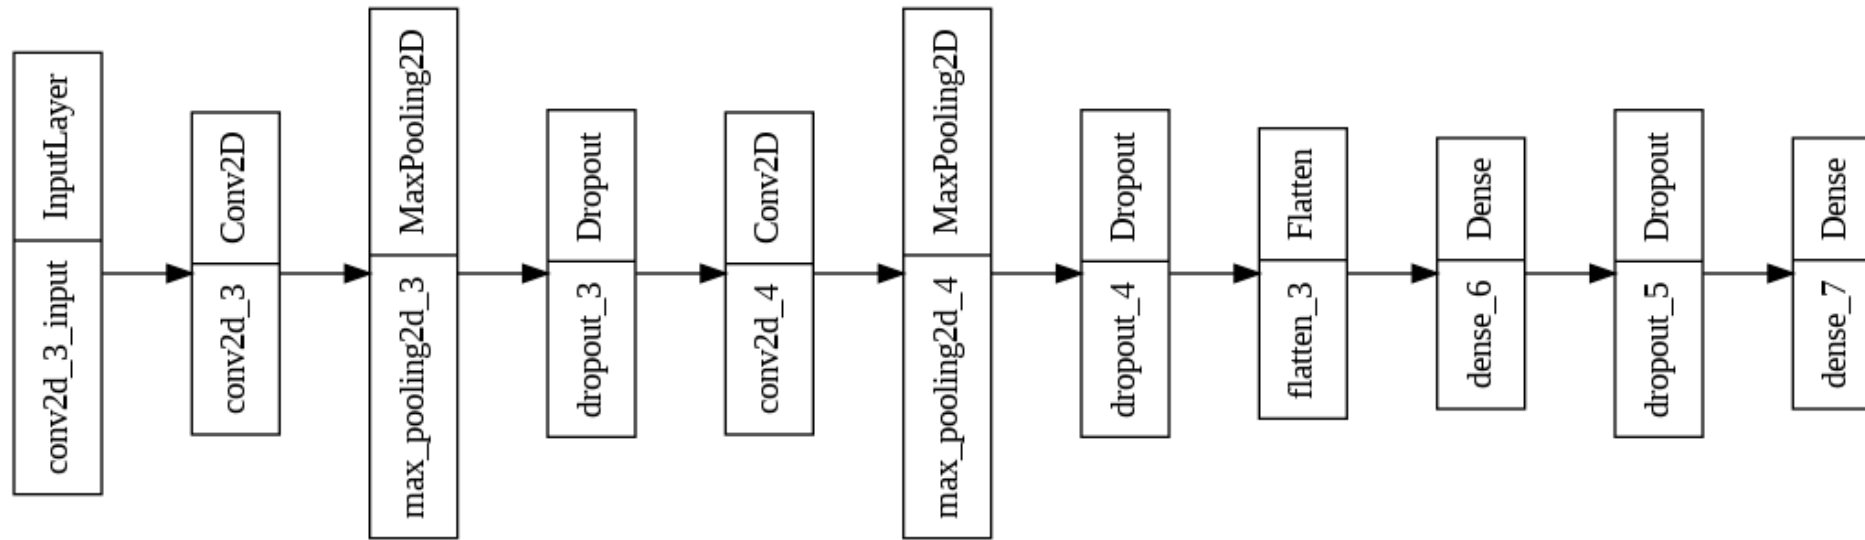 conv2d_3_input InputLayer
conv2d_3 Conv2D
max_pooling2d_3 MaxPooling2D
dropout_3 Dropout
conv2d_4 Conv2D
max_pooling2d_4 MaxPooling2D
dropout_4 Dropout
flatten_3 Flatten
dense_6 Dense
dropout_5 Dropout
dense_7 Dense